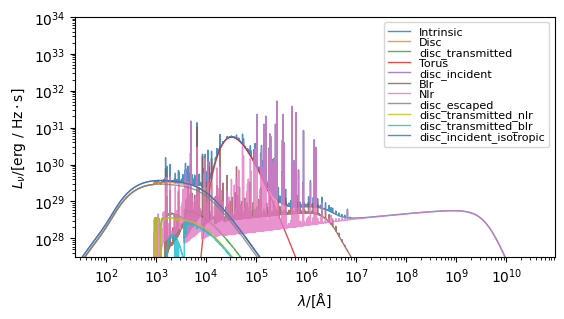 10^34
10^33
10^32
10^31
10^30
10^29
10^28
L_ν/[erg / Hz · s]
10^2 10^3 10^4 10^5 10^6 10^7 10^8 10^9 10^10
λ/[Å]
Intrinsic
Disc
disc_transmitted
Torus
disc_incident
Blr
Nlr
disc_escaped
disc_transmitted_nlr
disc_transmitted_blr
disc_incident_isotropic